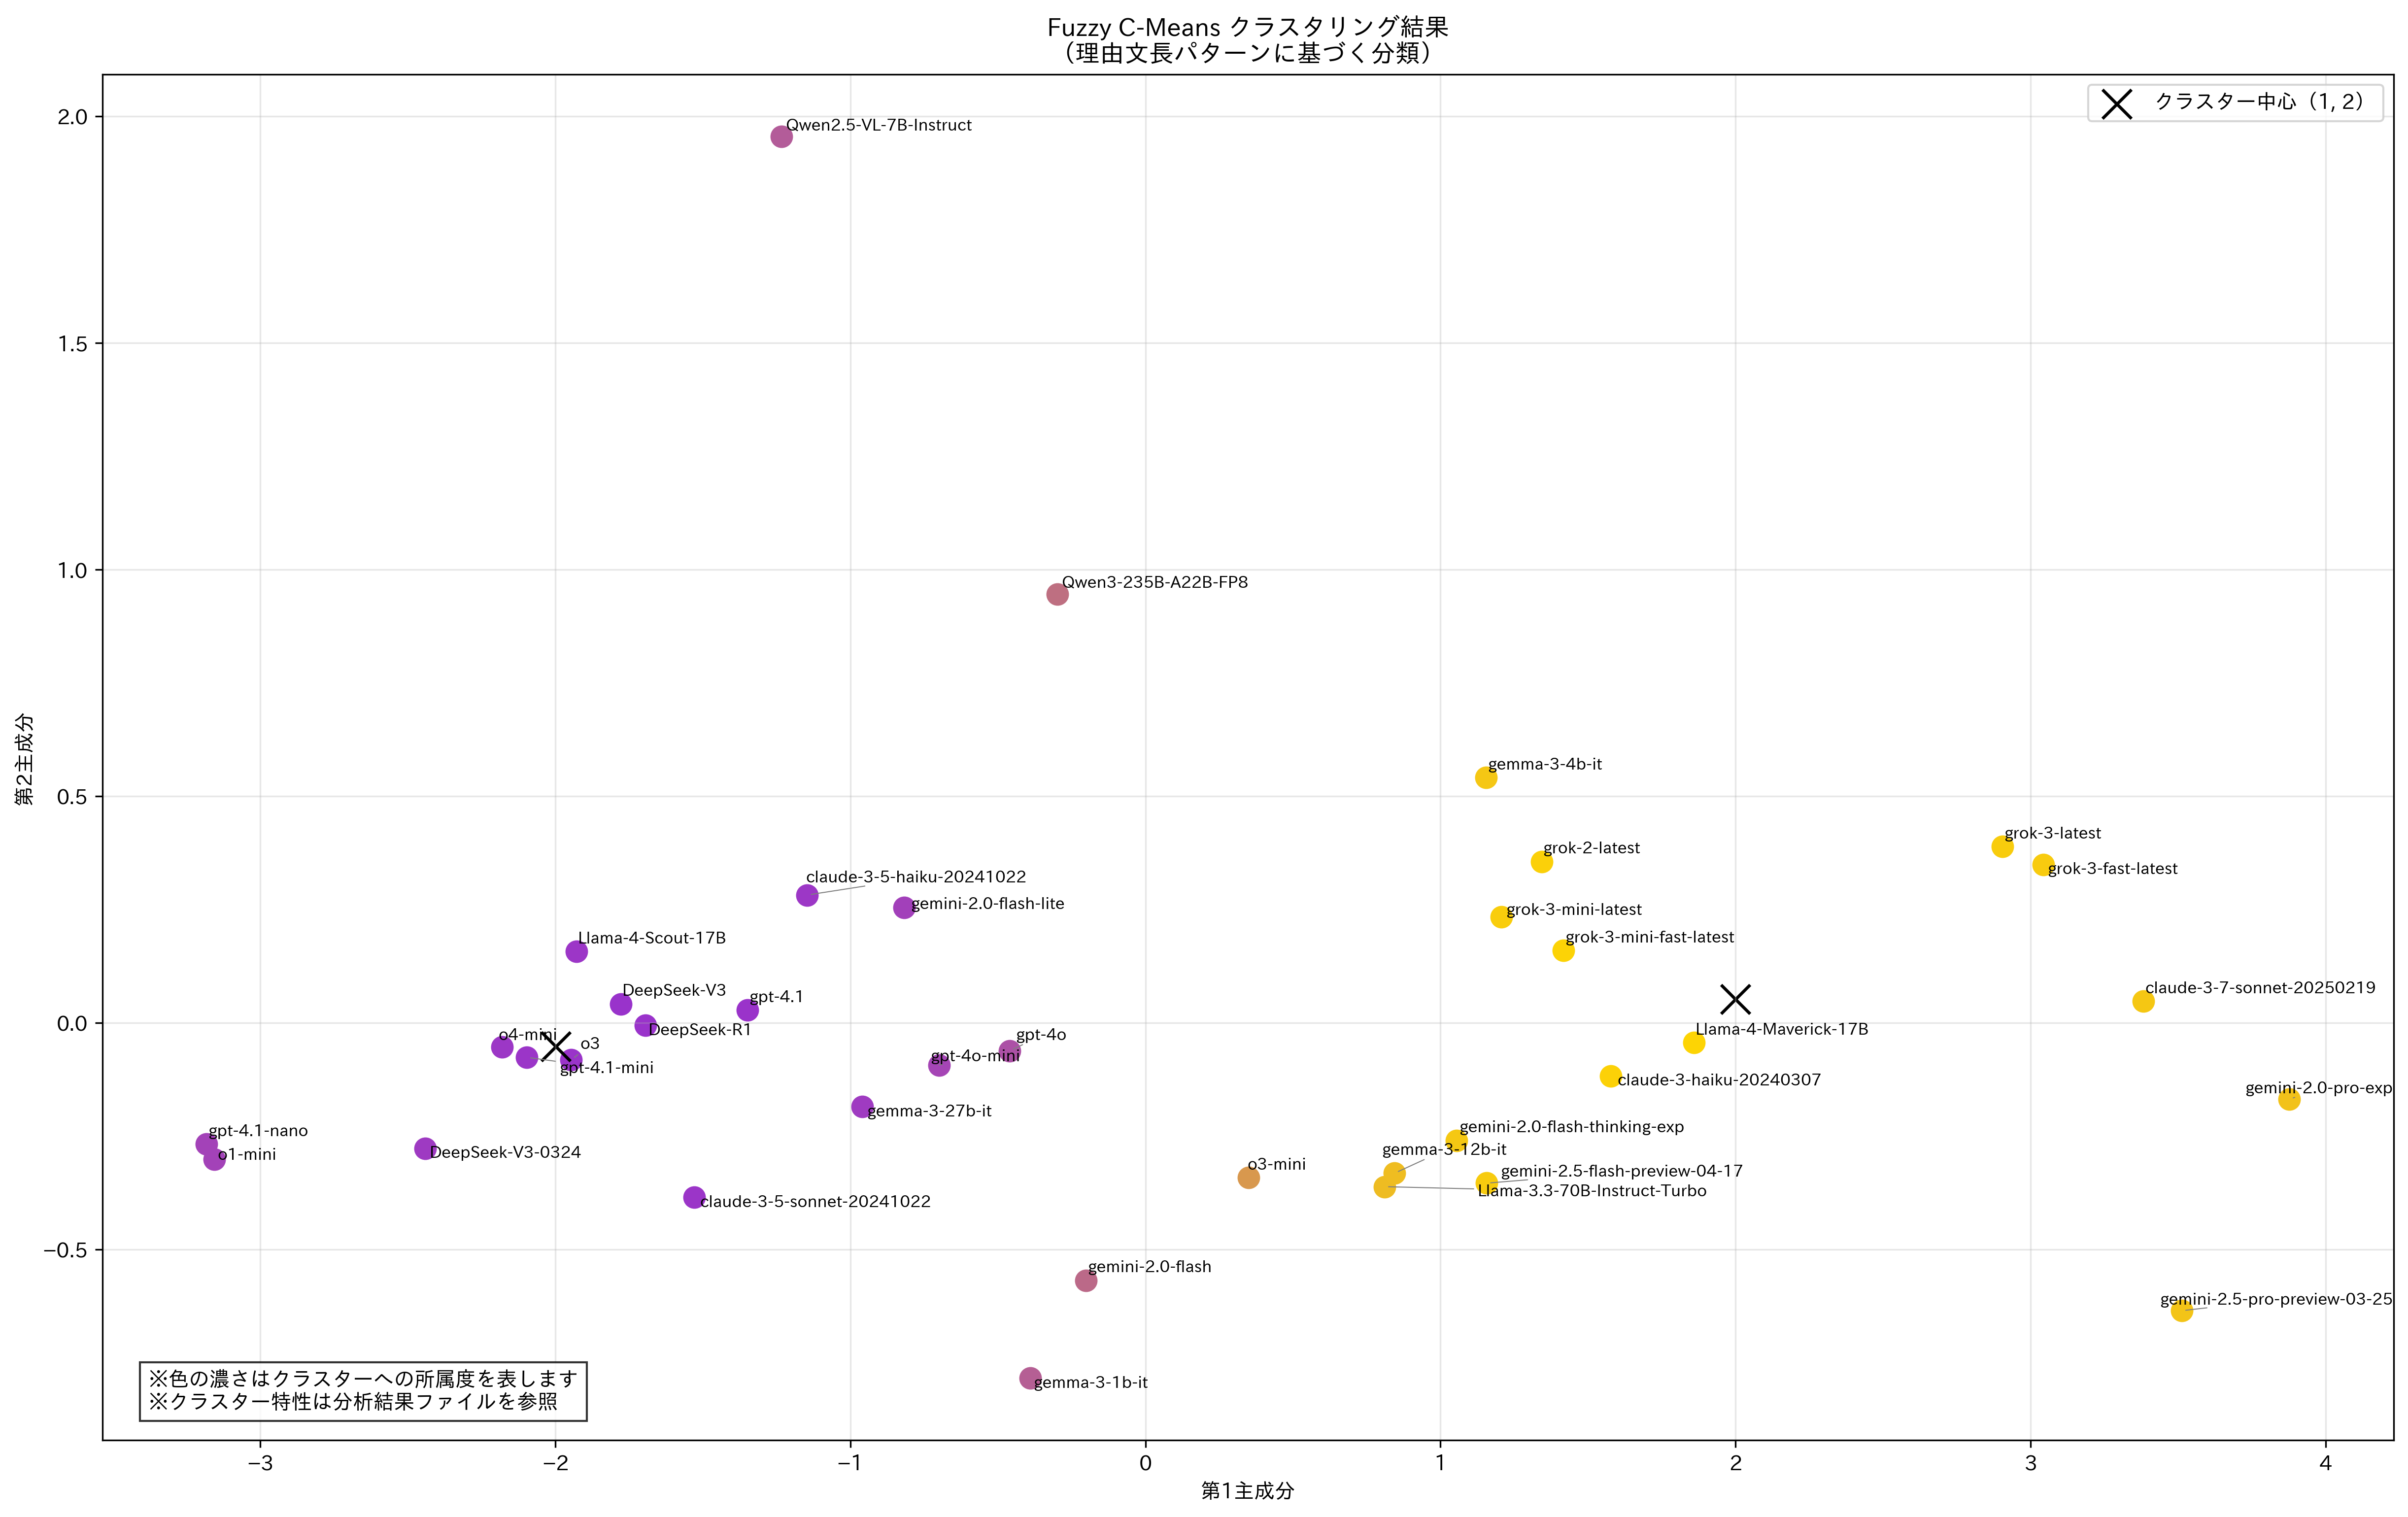 Fuzzy C-Means クラスタリング結果
（理由文長パターンに基づく分類）
クラスター中心（1, 2）
2.0
1.5
1.0
0.5
0.0
−0.5
第2主成分
Qwen2.5-VL-7B-Instruct
Qwen3-235B-A22B-FP8
gemma-3-4b-it
grok-3-latest
grok-2-latest
grok-3-fast-latest
claude-3-5-haiku-20241022
gemini-2.0-flash-lite
grok-3-mini-latest
Llama-4-Scout-17B
grok-3-mini-fast-latest
DeepSeek-V3
gpt-4.1
claude-3-7-sonnet-20250219
DeepSeek-R1
Llama-4-Maverick-17B
o4-mini
o3
gpt-4o
gpt-4o-mini
gpt-4.1-mini
claude-3-haiku-20240307
gemini-2.0-pro-exp
gemma-3-27b-it
gpt-4.1-nano
gemini-2.0-flash-thinking-exp
o1-mini
DeepSeek-V3-0324
gemma-3-12b-it
o3-mini
gemini-2.5-flash-preview-04-17
Llama-3.3-70B-Instruct-Turbo
claude-3-5-sonnet-20241022
gemini-2.0-flash
gemini-2.5-pro-preview-03-25
gemma-3-1b-it
※色の濃さはクラスターへの所属度を表します
※クラスター特性は分析結果ファイルを参照
−3
−2
−1
0
1
2
3
4
第1主成分